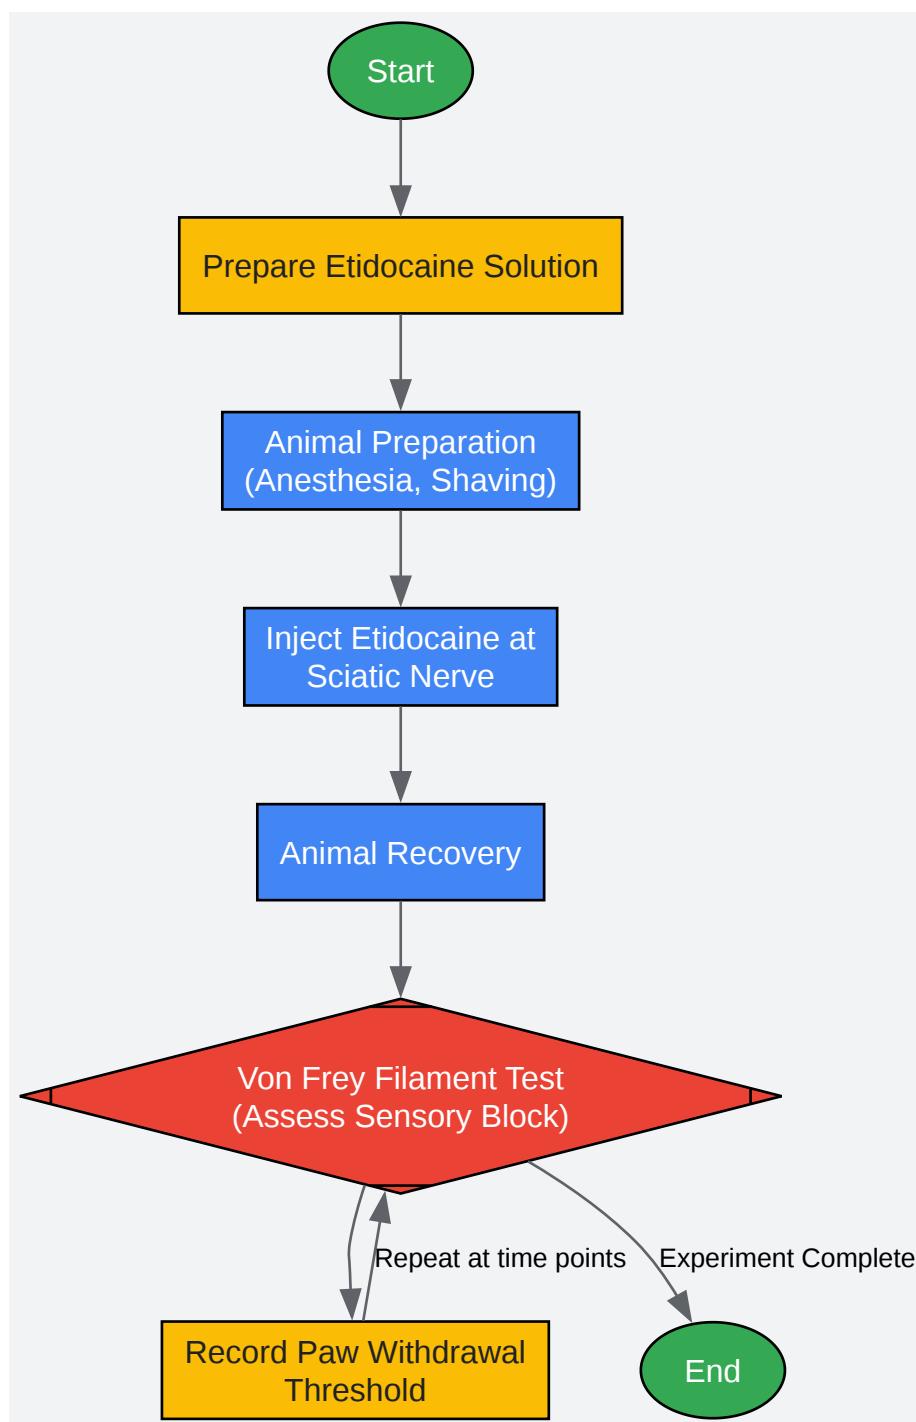 Start
Prepare Etidocaine Solution
Animal Preparation
(Anesthesia, Shaving)
Inject Etidocaine at
Sciatic Nerve
Animal Recovery
Von Frey Filament Test
(Assess Sensory Block)
Repeat at time points
Experiment Complete
Record Paw Withdrawal
Threshold
End